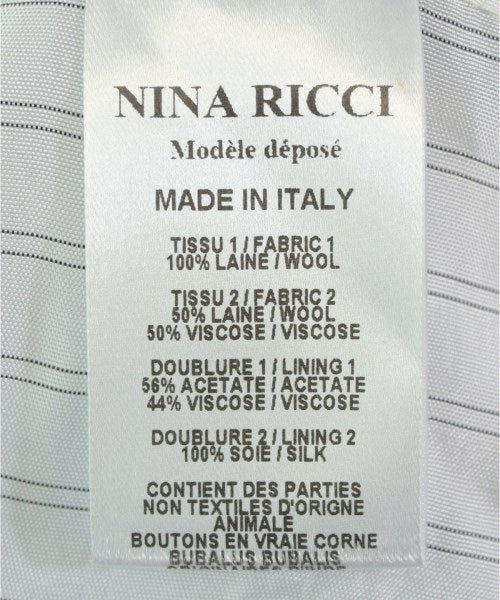 NINA RICCI
Modèle déposé
MADE IN ITALY
TISSU 1 / FABRIC 1
100% LAINE / WOOL
TISSU 2 / FABRIC 2
50% LAINE / WOOL
50% VISCOSE / VISCOSE
DOUBLURE 1 / LINING 1
56% ACETATE / ACETATE
44% VISCOSE / VISCOSE
DOUBLURE 2 / LINING 2
100% SOIE / SILK
CONTIENT DES PARTIES
NON TEXTILES D'ORIGNE
ANIMALE
BOUTONS EN VRAIE CORNE
BUBALUS BUBALIS